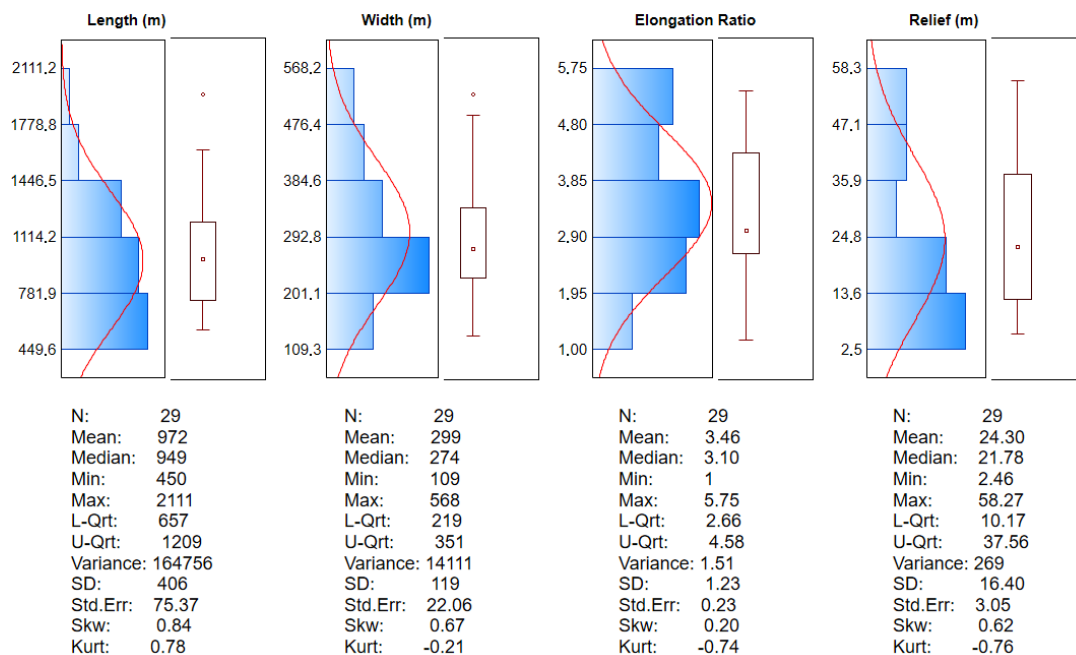 Length (m)
2111,2
1778,8
1446,5
1114,2
781,9
449,6
N: 29
Mean: 972
Median: 949
Min: 450
Max: 2111
L-Qrt: 657
U-Qrt: 1209
Variance: 164756
SD: 406
Std.Err: 75.37
Skw: 0.84
Kurt: 0.78
Width (m)
568,2
476,4
384,6
292,8
201,1
109,3
N: 29
Mean: 299
Median: 274
Min: 109
Max: 568
L-Qrt: 219
U-Qrt: 351
Variance: 14111
SD: 119
Std.Err: 22.06
Skw: 0.67
Kurt: -0.21
Elongation Ratio
5,75
4,80
3,85
2,90
1,95
1,00
N: 29
Mean: 3.46
Median: 3.10
Min: 1
Max: 5.75
L-Qrt: 2.66
U-Qrt: 4.58
Variance: 1.51
SD: 1.23
Std.Err: 0.23
Skw: 0.20
Kurt: -0.74
Relief (m)
58,3
47,1
35,9
24,8
13,6
2,5
N: 29
Mean: 24.30
Median: 21.78
Min: 2.46
Max: 58.27
L-Qrt: 10.17
U-Qrt: 37.56
Variance: 269
SD: 16.40
Std.Err: 3.05
Skw: 0.62
Kurt: -0.76